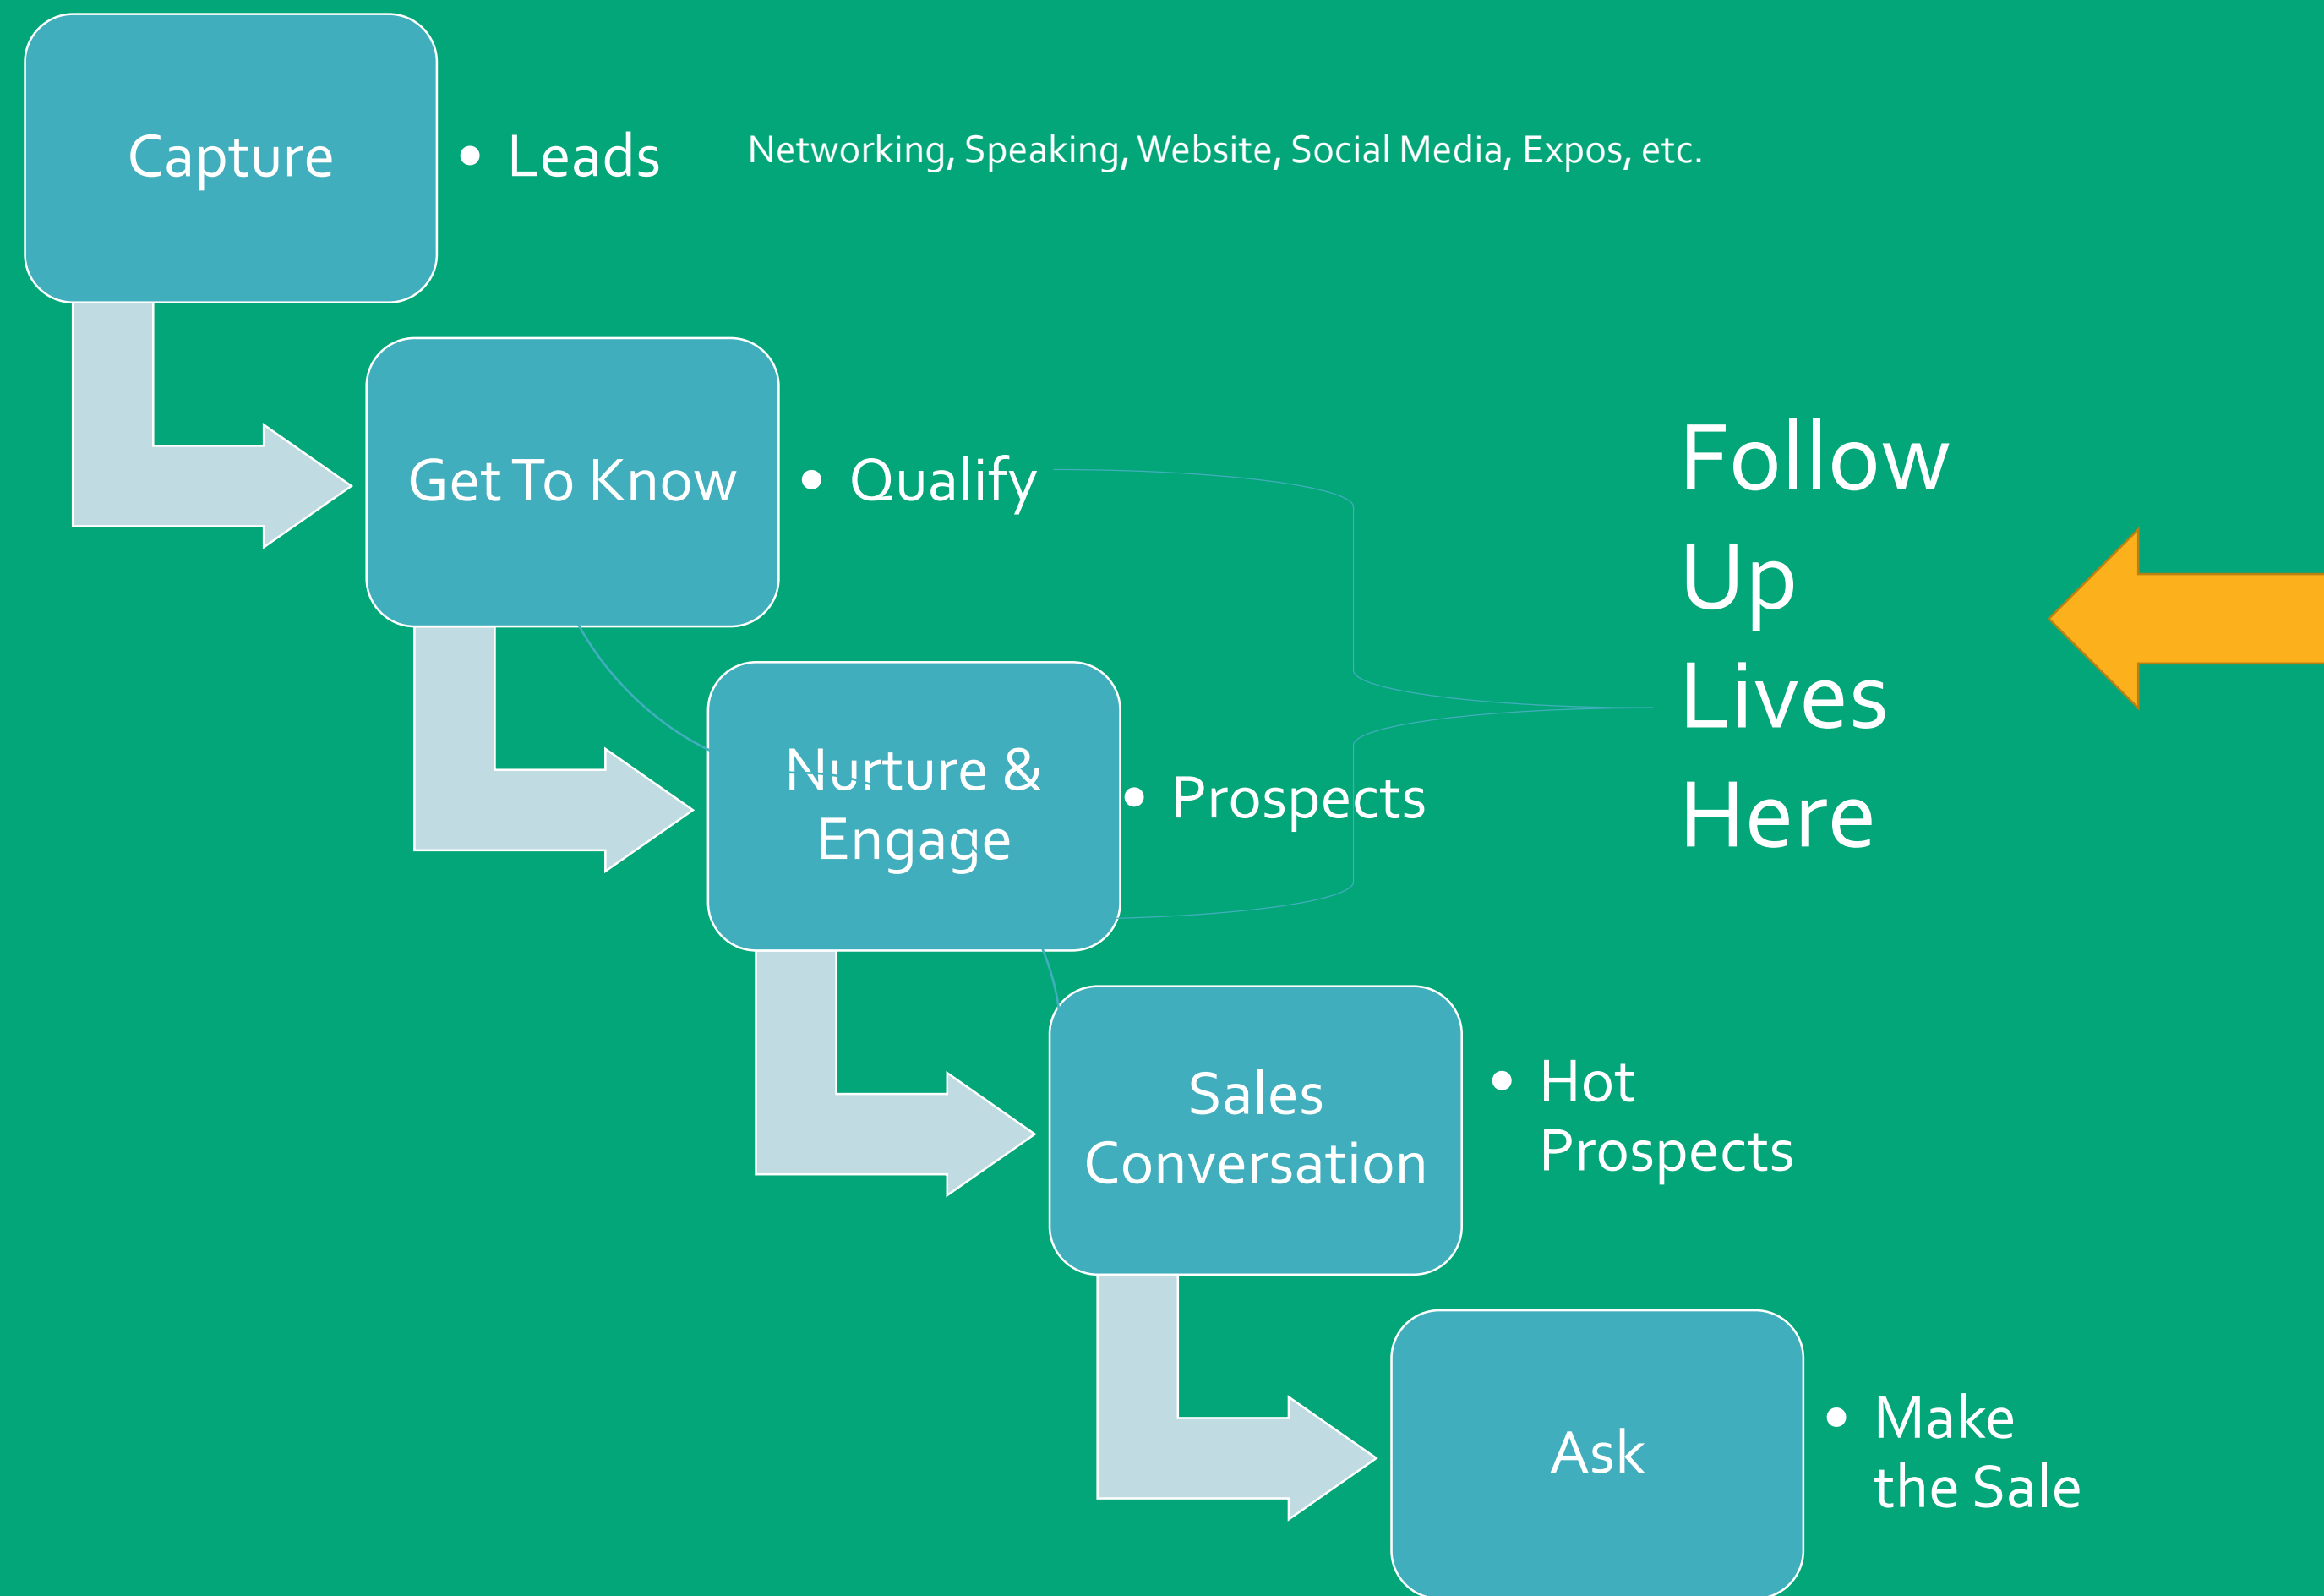 Capture
• Leads
Networking, Speaking, Website, Social Media, Expos, etc.
Get To Know
• Qualify
Follow
Up
Lives
Here
Nurture &
Engage
• Prospects
Sales
Conversation
• Hot
Prospects
Ask
• Make
the Sale